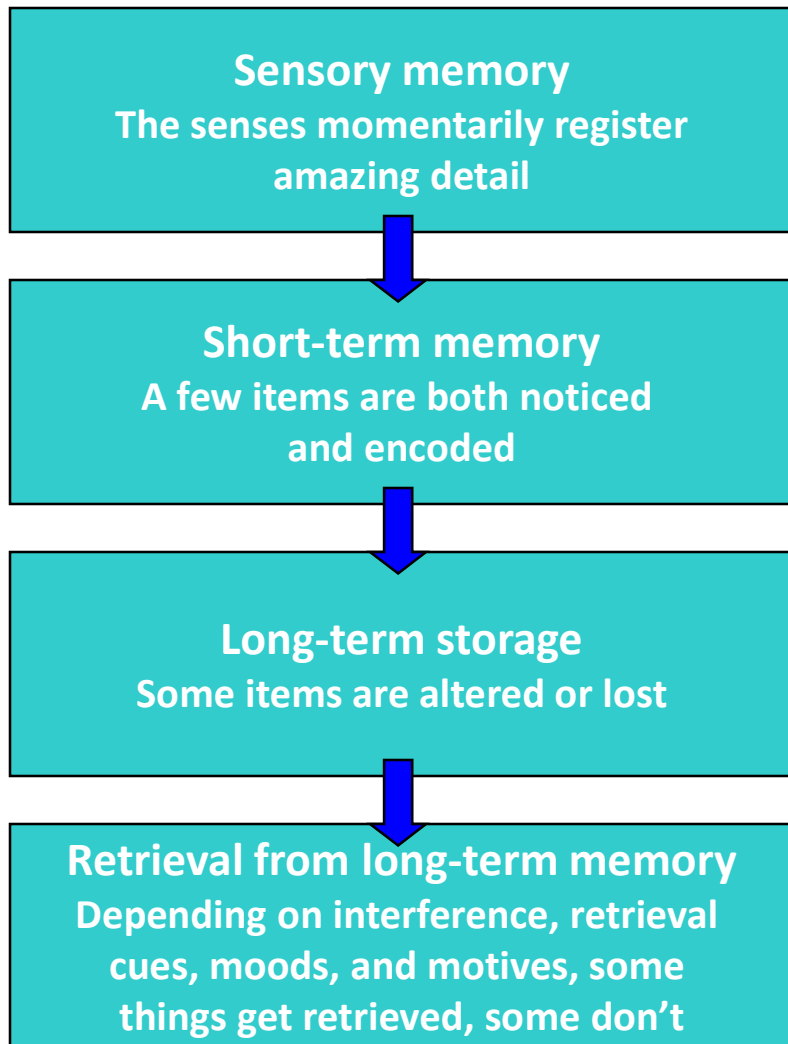 Sensory memory
The senses momentarily register
amazing detail
Short-term memory
A few items are both noticed
and encoded
Long-term storage
Some items are altered or lost
Retrieval from long-term memory
Depending on interference, retrieval
cues, moods, and motives, some
things get retrieved, some don’t